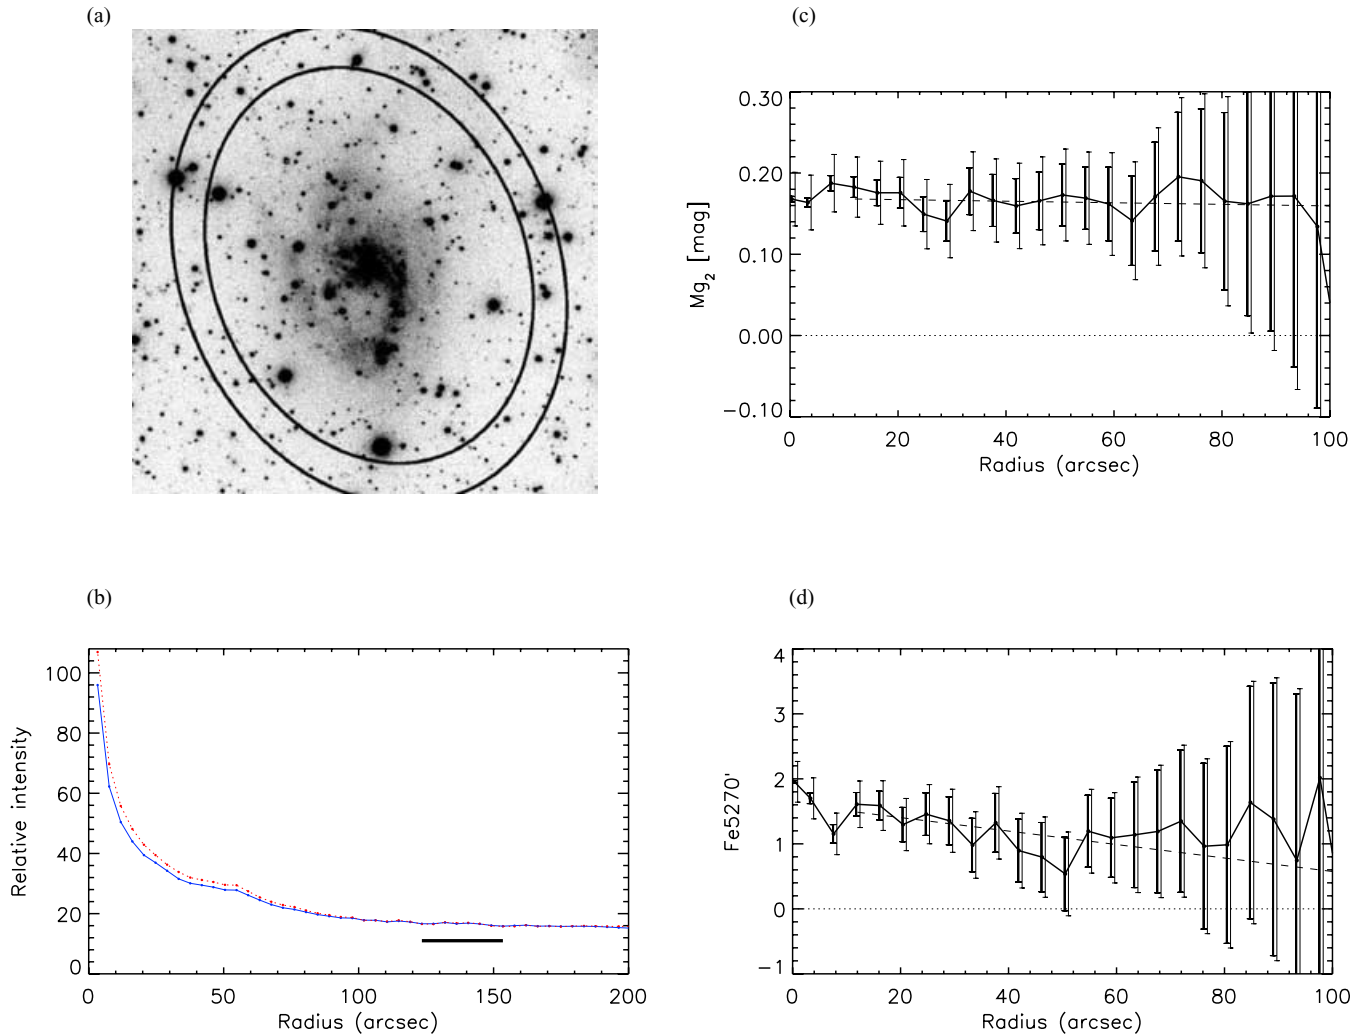 (a)
(c)
0.30
0.20
0.10
0.00
-0.10
Mg2 [mag]
0 20 40 60 80 100
Radius (arcsec)
(b)
100
80
60
40
20
0
Relative intensity
0 50 100 150 200
Radius (arcsec)
(d)
4
3
2
1
0
-1
Fe5270'
0 20 40 60 80 100
Radius (arcsec)